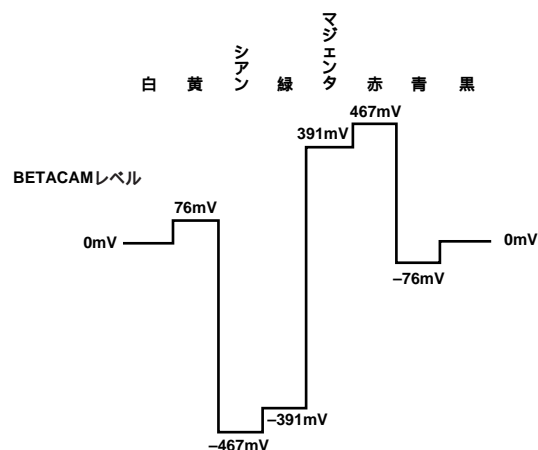 白 黄 シアン 緑 マジェンタ 赤 青 黒
467mV
391mV
BETACAMレベル
76mV
0mV
0mV
–76mV
–391mV
–467mV